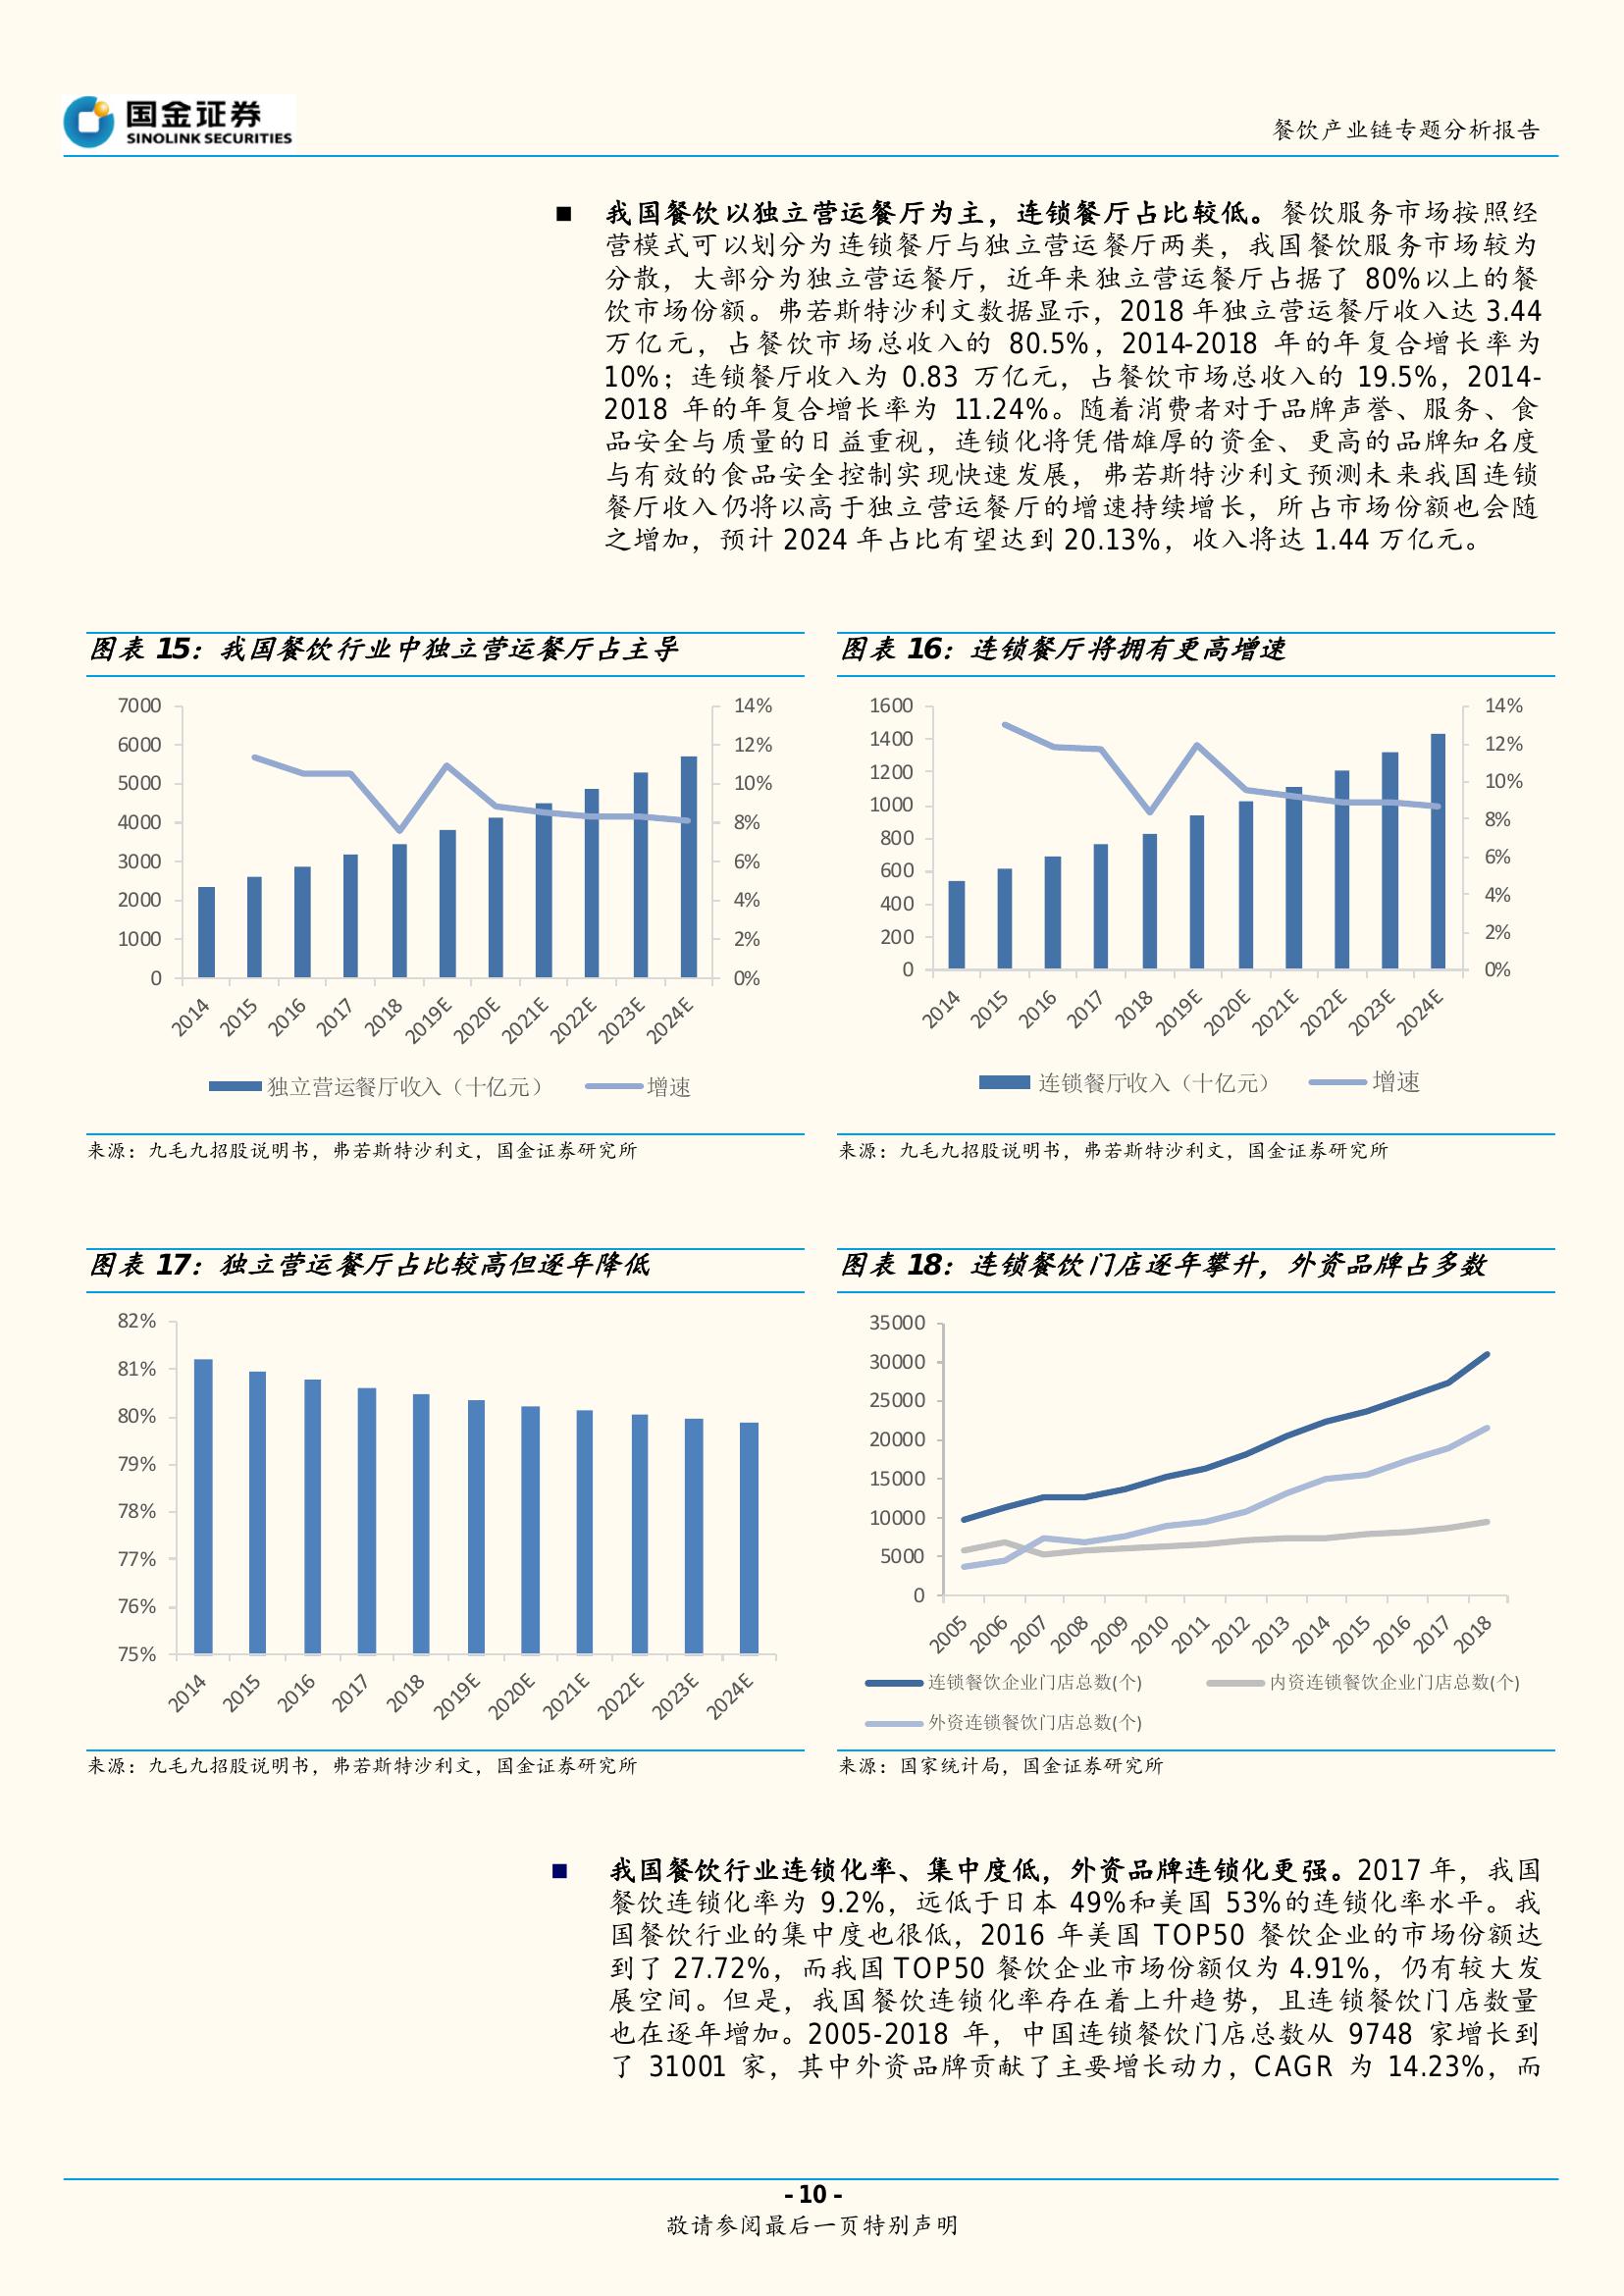 国金证券
SINOLINK SECURITIES
餐饮产业链专题分析报告
■ 我国餐饮以独立营运餐厅为主，连锁餐厅占比较低。餐饮服务市场按照经
营模式可以划分为连锁餐厅与独立营运餐厅两类，我国餐饮服务市场较为
分散，大部分为独立营运餐厅，近年来独立营运餐厅占据了 80%以上的餐
饮市场份额。弗若斯特沙利文数据显示，2018 年独立营运餐厅收入达 3.44
万亿元，占餐饮市场总收入的 80.5%，2014-2018 年的年复合增长率为
10%；连锁餐厅收入为 0.83 万亿元，占餐饮市场总收入的 19.5%，2014-
2018 年的年复合增长率为 11.24%。随着消费者对于品牌声誉、服务、食
品安全与质量的日益重视，连锁化将凭借雄厚的资金、更高的品牌知名度
与有效的食品安全控制实现快速发展，弗若斯特沙利文预测未来我国连锁
餐厅收入仍将以高于独立营运餐厅的增速持续增长，所占市场份额也会随
之增加，预计 2024 年占比有望达到 20.13%，收入将达 1.44 万亿元。
图表 15：我国餐饮行业中独立营运餐厅占主导
7000 14%
6000 12%
5000 10%
4000 8%
3000 6%
2000 4%
1000 2%
0 0%
2014 2015 2016 2017 2018 2019E 2020E 2021E 2022E 2023E 2024E
独立营运餐厅收入（十亿元） 增速
来源：九毛九招股说明书，弗若斯特沙利文，国金证券研究所
图表 16：连锁餐厅将拥有更高增速
1600 14%
1400 12%
1200 10%
1000 8%
800 6%
600 4%
400 2%
200 0%
0
2014 2015 2016 2017 2018 2019E 2020E 2021E 2022E 2023E 2024E
连锁餐厅收入（十亿元） 增速
来源：九毛九招股说明书，弗若斯特沙利文，国金证券研究所
图表 17：独立营运餐厅占比较高但逐年降低
82%
81%
80%
79%
78%
77%
76%
75%
2014 2015 2016 2017 2018 2019E 2020E 2021E 2022E 2023E 2024E
来源：九毛九招股说明书，弗若斯特沙利文，国金证券研究所
图表 18：连锁餐饮门店逐年攀升，外资品牌占多数
35000
30000
25000
20000
15000
10000
5000
0
2005 2006 2007 2008 2009 2010 2011 2012 2013 2014 2015 2016 2017 2018
连锁餐饮企业门店总数(个) 内资连锁餐饮企业门店总数(个)
外资连锁餐饮门店总数(个)
来源：国家统计局，国金证券研究所
■ 我国餐饮行业连锁化率、集中度低，外资品牌连锁化更强。2017 年，我国
餐饮连锁化率为 9.2%，远低于日本 49%和美国 53%的连锁化率水平。我
国餐饮行业的集中度也很低，2016 年美国 TOP50 餐饮企业的市场份额达
到了 27.72%，而我国 TOP50 餐饮企业市场份额仅为 4.91%，仍有较大发
展空间。但是，我国餐饮连锁化率存在着上升趋势，且连锁餐饮门店数量
也在逐年增加。2005-2018 年，中国连锁餐饮门店总数从 9748 家增长到
了 31001 家，其中外资品牌贡献了主要增长动力，CAGR 为 14.23%，而
- 10 -
敬请参阅最后一页特别声明